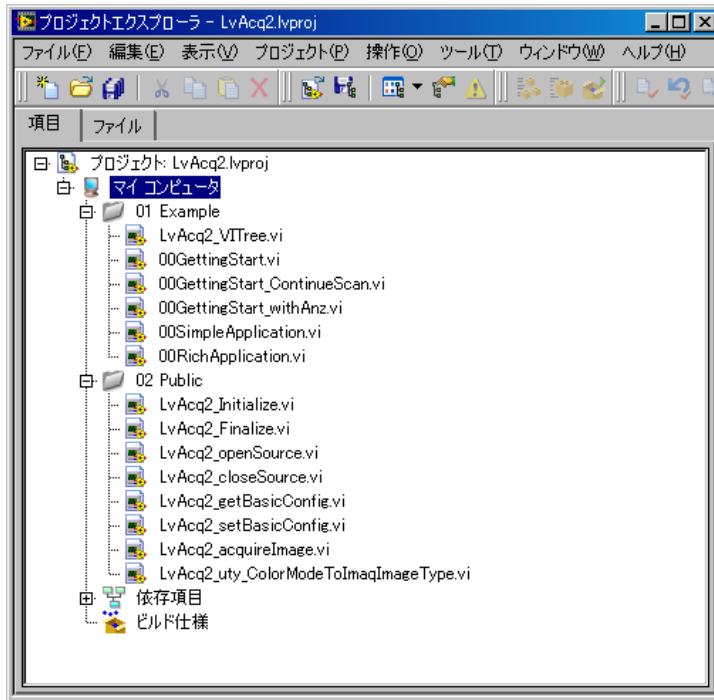 プロジェクトエクスプローラ - LvAcq2.lvproj
ファイル(F) 編集(E) 表示(V) プロジェクト(P) 操作(O) ツール(T) ウィンドウ(W) ヘルプ(H)
項目 ファイル
プロジェクト: LvAcq2.lvproj
マイ コンピュータ
01 Example
LvAcq2_VITree.vi
00GettingStart.vi
00GettingStart_ContinueScan.vi
00GettingStart_withAnz.vi
00SimpleApplication.vi
00RichApplication.vi
02 Public
LvAcq2_Initialize.vi
LvAcq2_Finalize.vi
LvAcq2_openSource.vi
LvAcq2_closeSource.vi
LvAcq2_getBasicConfig.vi
LvAcq2_setBasicConfig.vi
LvAcq2_acquireImage.vi
LvAcq2_uty_ColorModeToImaqImageType.vi
依存項目
ビルド仕様